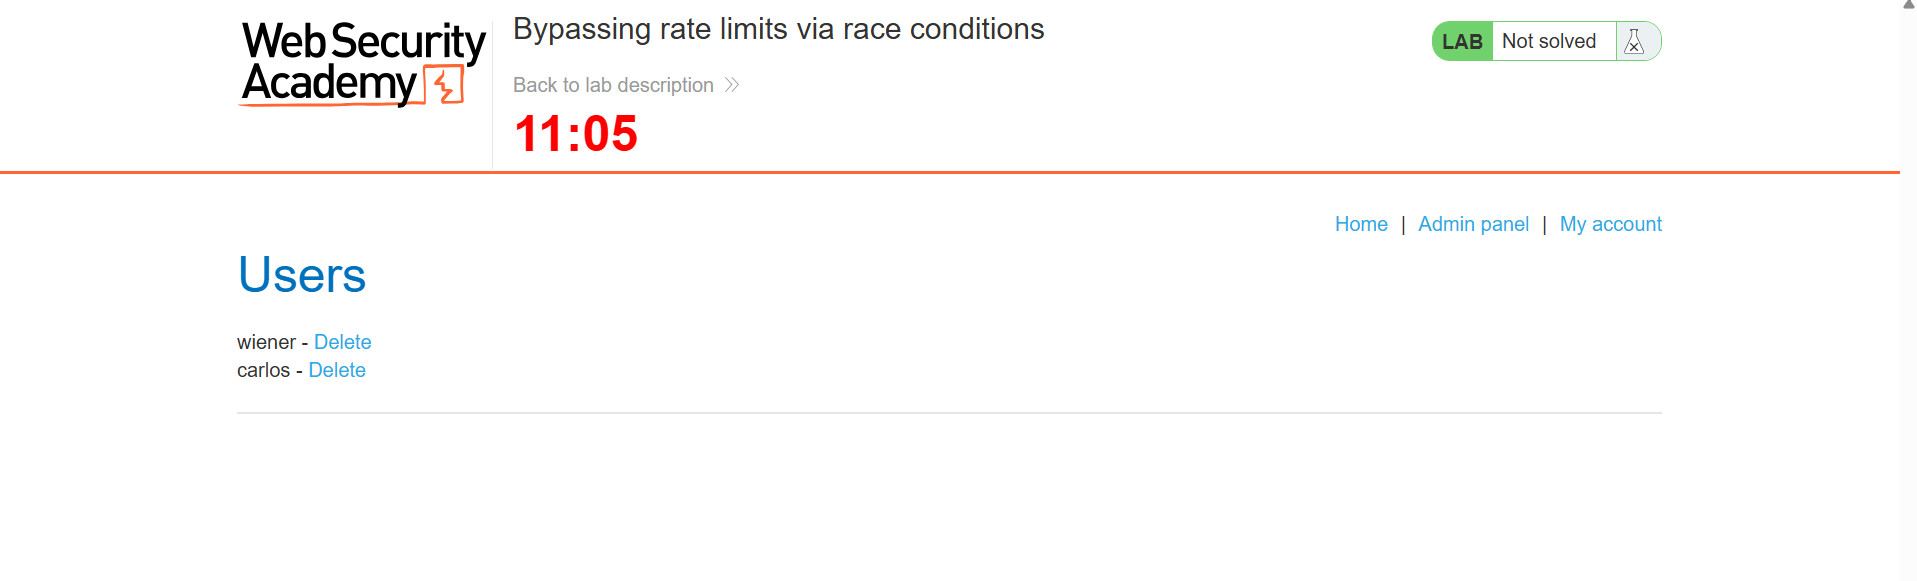 Web Security
Academy
Bypassing rate limits via race conditions
Back to lab description
11:05
LAB Not solved
Home | Admin panel | My account
Users
wiener - Delete
carlos - Delete